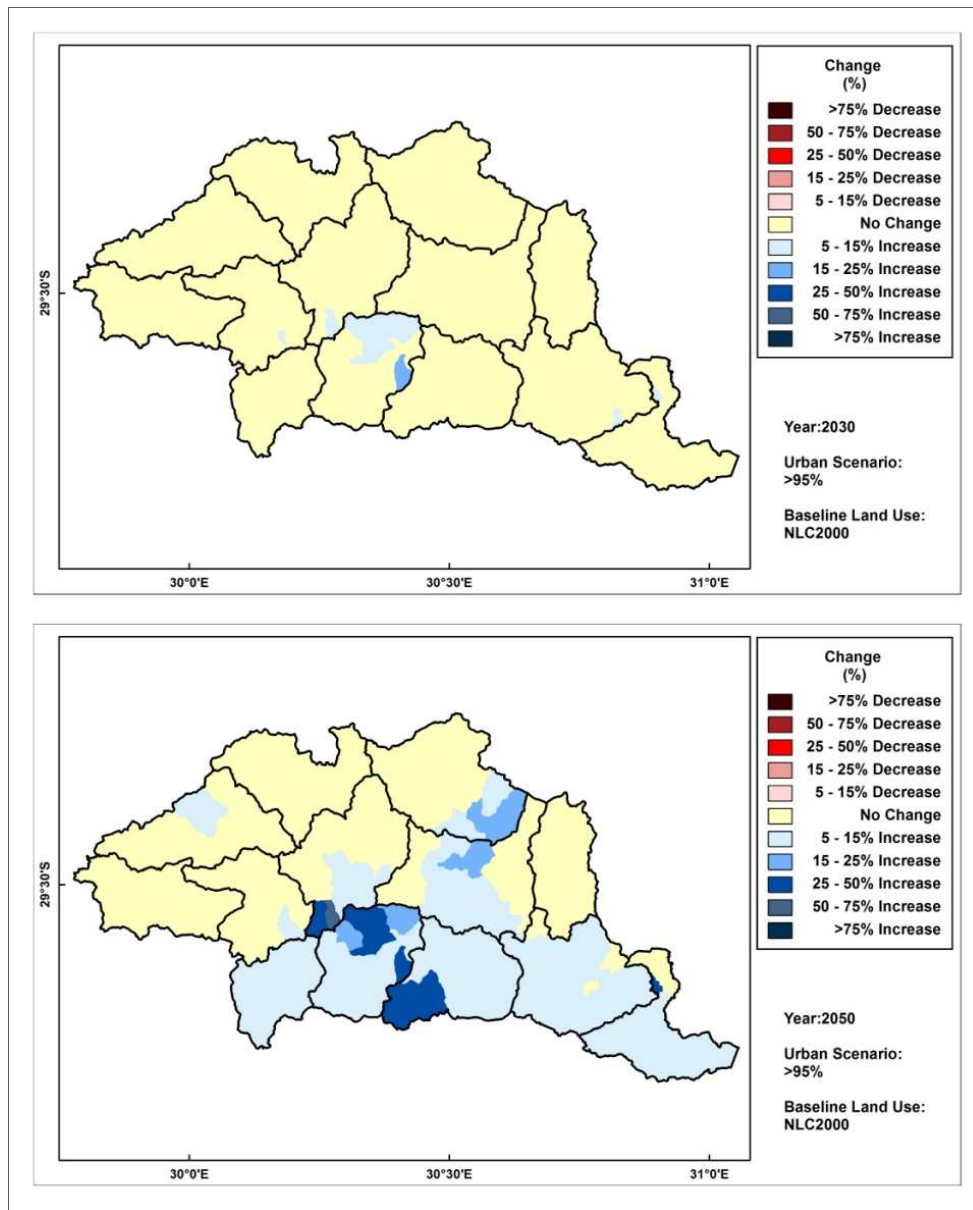 Change
(%)
>75% Decrease
50 - 75% Decrease
25 - 50% Decrease
15 - 25% Decrease
5 - 15% Decrease
No Change
5 - 15% Increase
15 - 25% Increase
25 - 50% Increase
50 - 75% Increase
>75% Increase
29°30'S
Year:2030
Urban Scenario:
>95%
Baseline Land Use:
NLC2000
30°0'E
30°30'E
31°0'E
Change
(%)
>75% Decrease
50 - 75% Decrease
25 - 50% Decrease
15 - 25% Decrease
5 - 15% Decrease
No Change
5 - 15% Increase
15 - 25% Increase
25 - 50% Increase
50 - 75% Increase
>75% Increase
29°30'S
Year:2050
Urban Scenario:
>95%
Baseline Land Use:
NLC2000
30°0'E
30°30'E
31°0'E